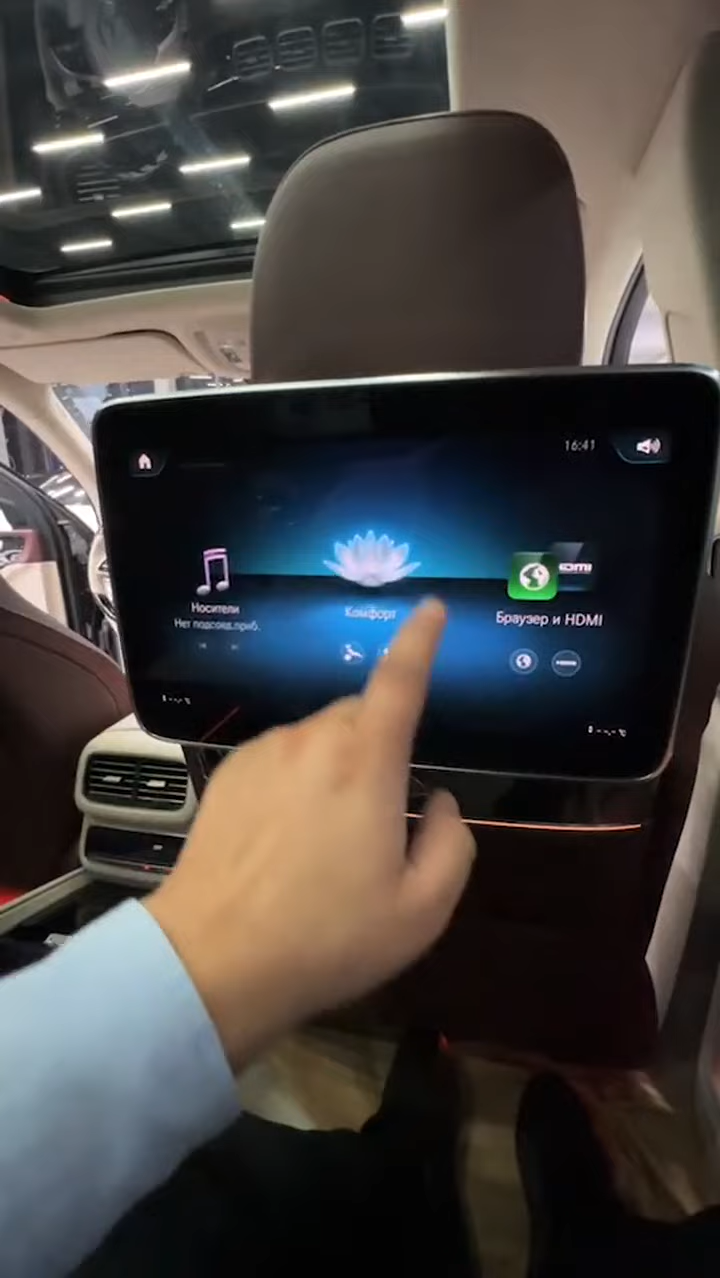 16:41
HDMI
Носители
Нет подсоед.приб.
Комфорт
Браузер и HDMI